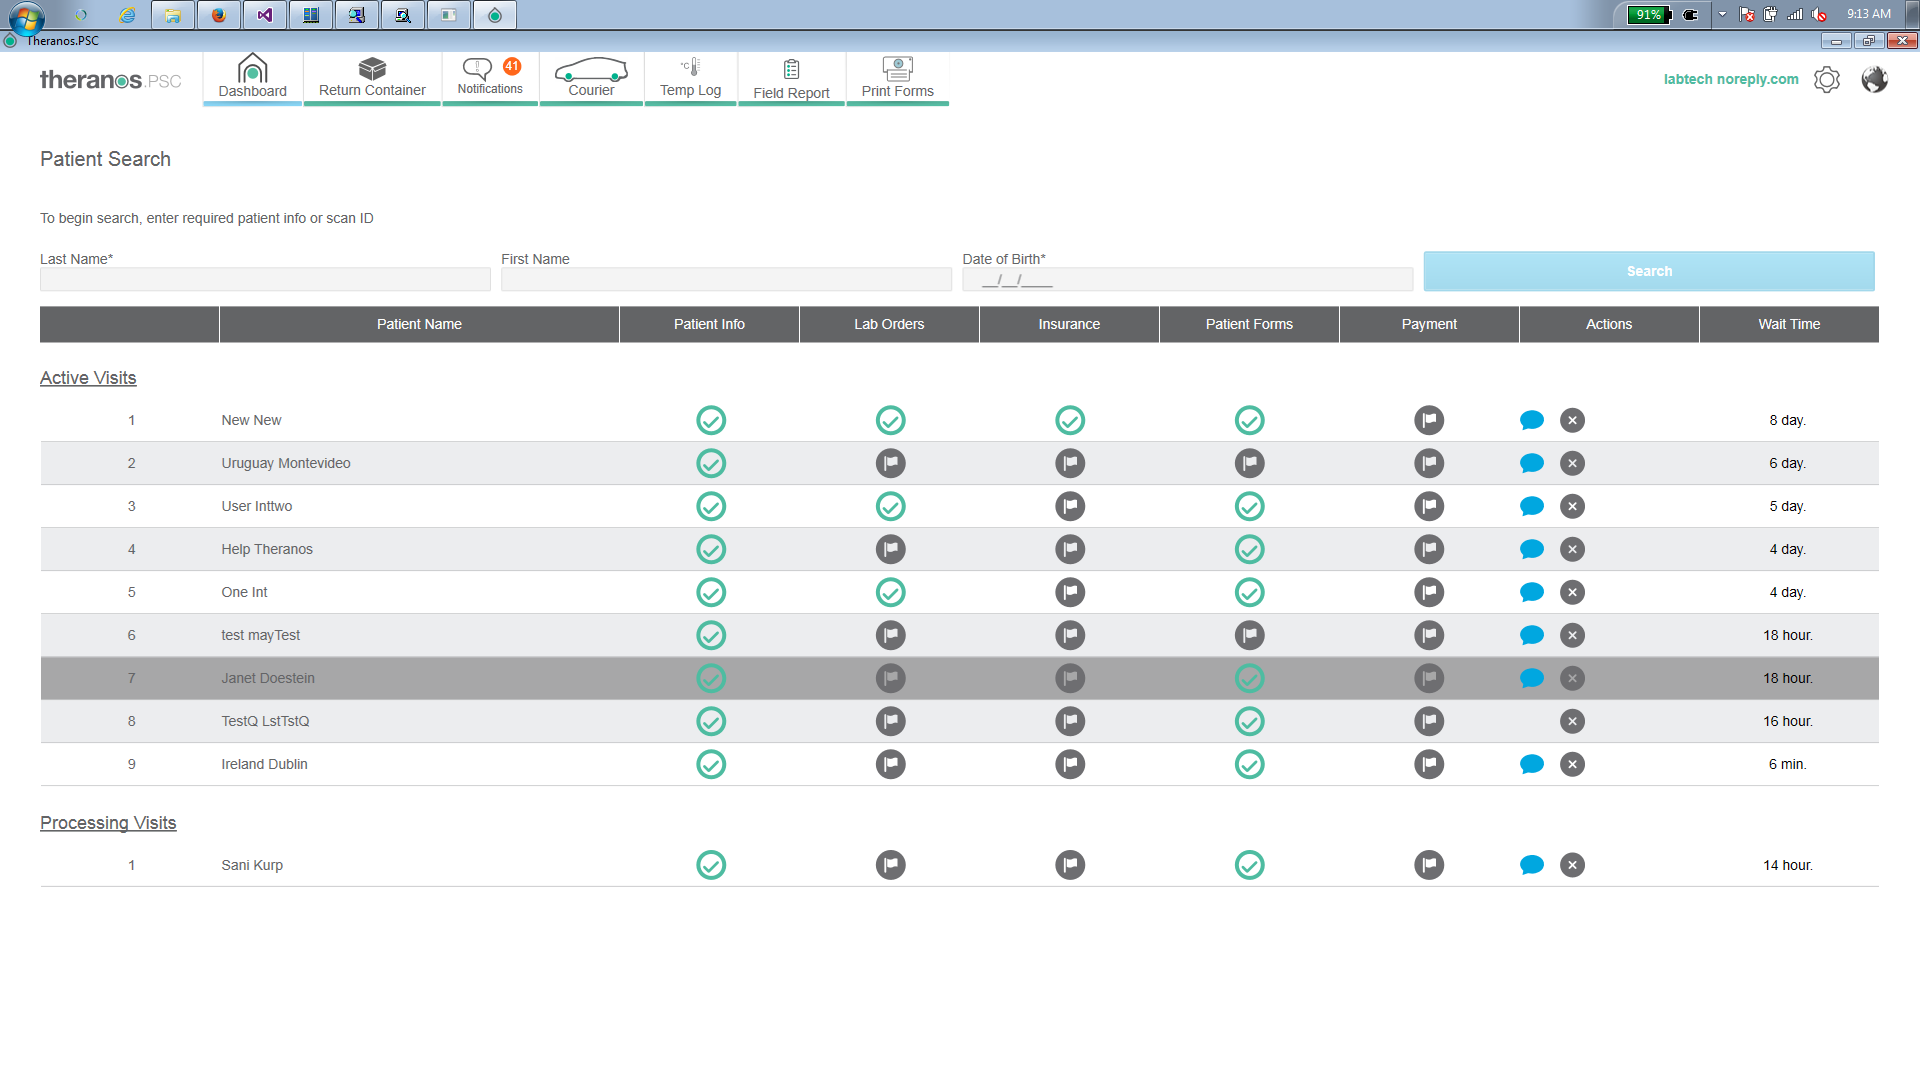 91%
9:13 AM
Theranos.PSC
theranos.PSC
Dashboard
Return Container
41
Notifications
Courier
°C
Temp Log
Field Report
Print Forms
labtech noreply.com
Patient Search
To begin search, enter required patient info or scan ID
Last Name*
First Name
Date of Birth*
__/__/____
Search
Patient Name Patient Info Lab Orders Insurance Patient Forms Payment Actions Wait Time
Active Visits
1 New New 8 day.
2 Uruguay Montevideo 6 day.
3 User Inttwo 5 day.
4 Help Theranos 4 day.
5 One Int 4 day.
6 test mayTest 18 hour.
7 Janet Doestein 18 hour.
8 TestQ LstTstQ 16 hour.
9 Ireland Dublin 6 min.
Processing Visits
1 Sani Kurp 14 hour.